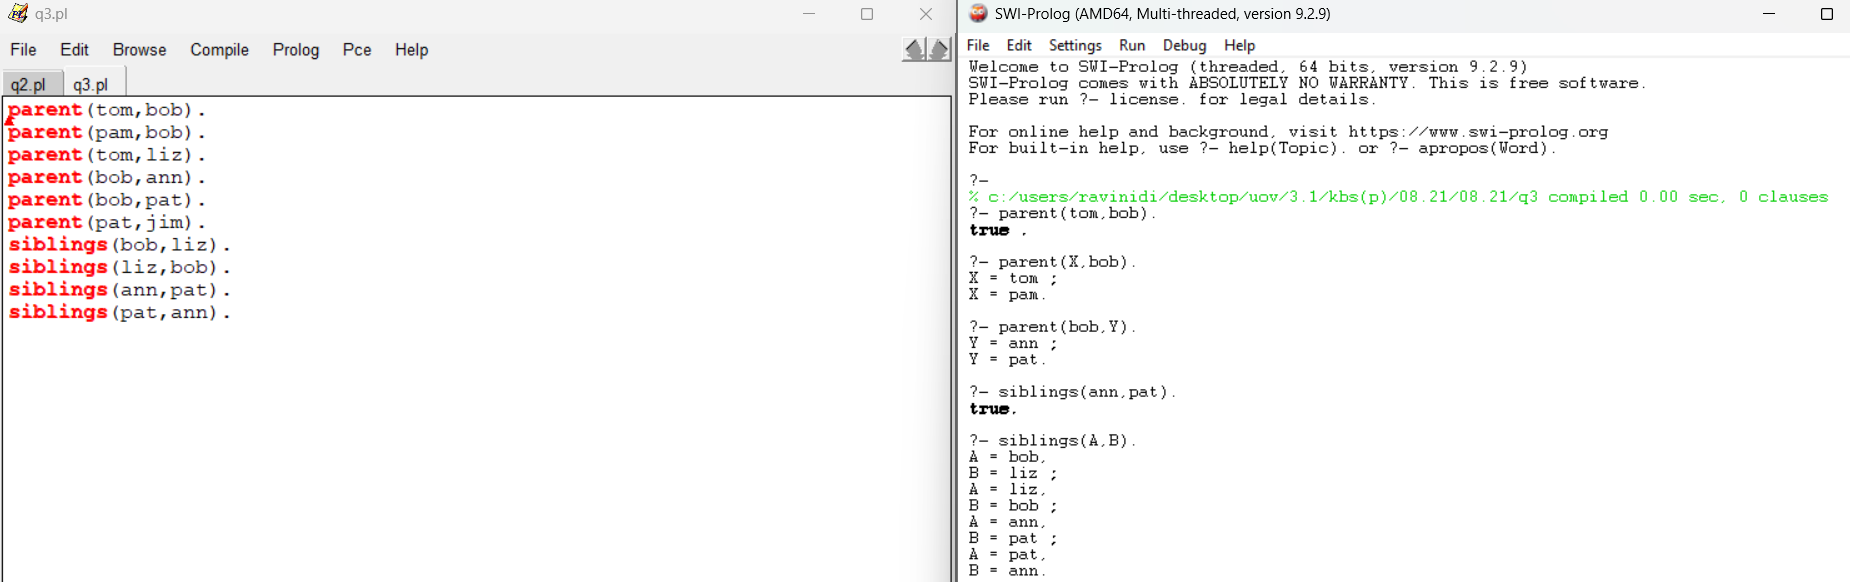 q3.pl
File Edit Browse Compile Prolog Pce Help
q2.pl q3.pl
parent(tom,bob).
parent(pam,bob).
parent(tom,liz).
parent(bob,ann).
parent(bob,pat).
parent(pat,jim).
siblings(bob,liz).
siblings(liz,bob).
siblings(ann,pat).
siblings(pat,ann).
SWI-Prolog (AMD64, Multi-threaded, version 9.2.9)
File Edit Settings Run Debug Help
Welcome to SWI-Prolog (threaded, 64 bits, version 9.2.9)
SWI-Prolog comes with ABSOLUTELY NO WARRANTY. This is free software.
Please run ?- license. for legal details.
For online help and background, visit https://www.swi-prolog.org
For built-in help, use ?- help(Topic). or ?- apropos(Word).
?-
% c:/users/ravinidi/desktop/uov/3.1/kbs(p)/08.21/08.21/q3 compiled 0.00 sec, 0 clauses
?- parent(tom,bob).
true .
?- parent(X,bob).
X = tom ;
X = pam.
?- parent(bob,Y).
Y = ann ;
Y = pat.
?- siblings(ann,pat).
true.
?- siblings(A,B).
A = bob,
B = liz ;
A = liz,
B = bob ;
A = ann,
B = pat ;
A = pat,
B = ann.